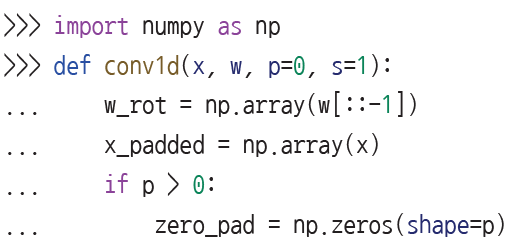 >>> import numpy as np
>>> def conv1d(x, w, p=0, s=1):
...     w_rot = np.array(w[::-1])
...     x_padded = np.array(x)
...     if p > 0:
...         zero_pad = np.zeros(shape=p)